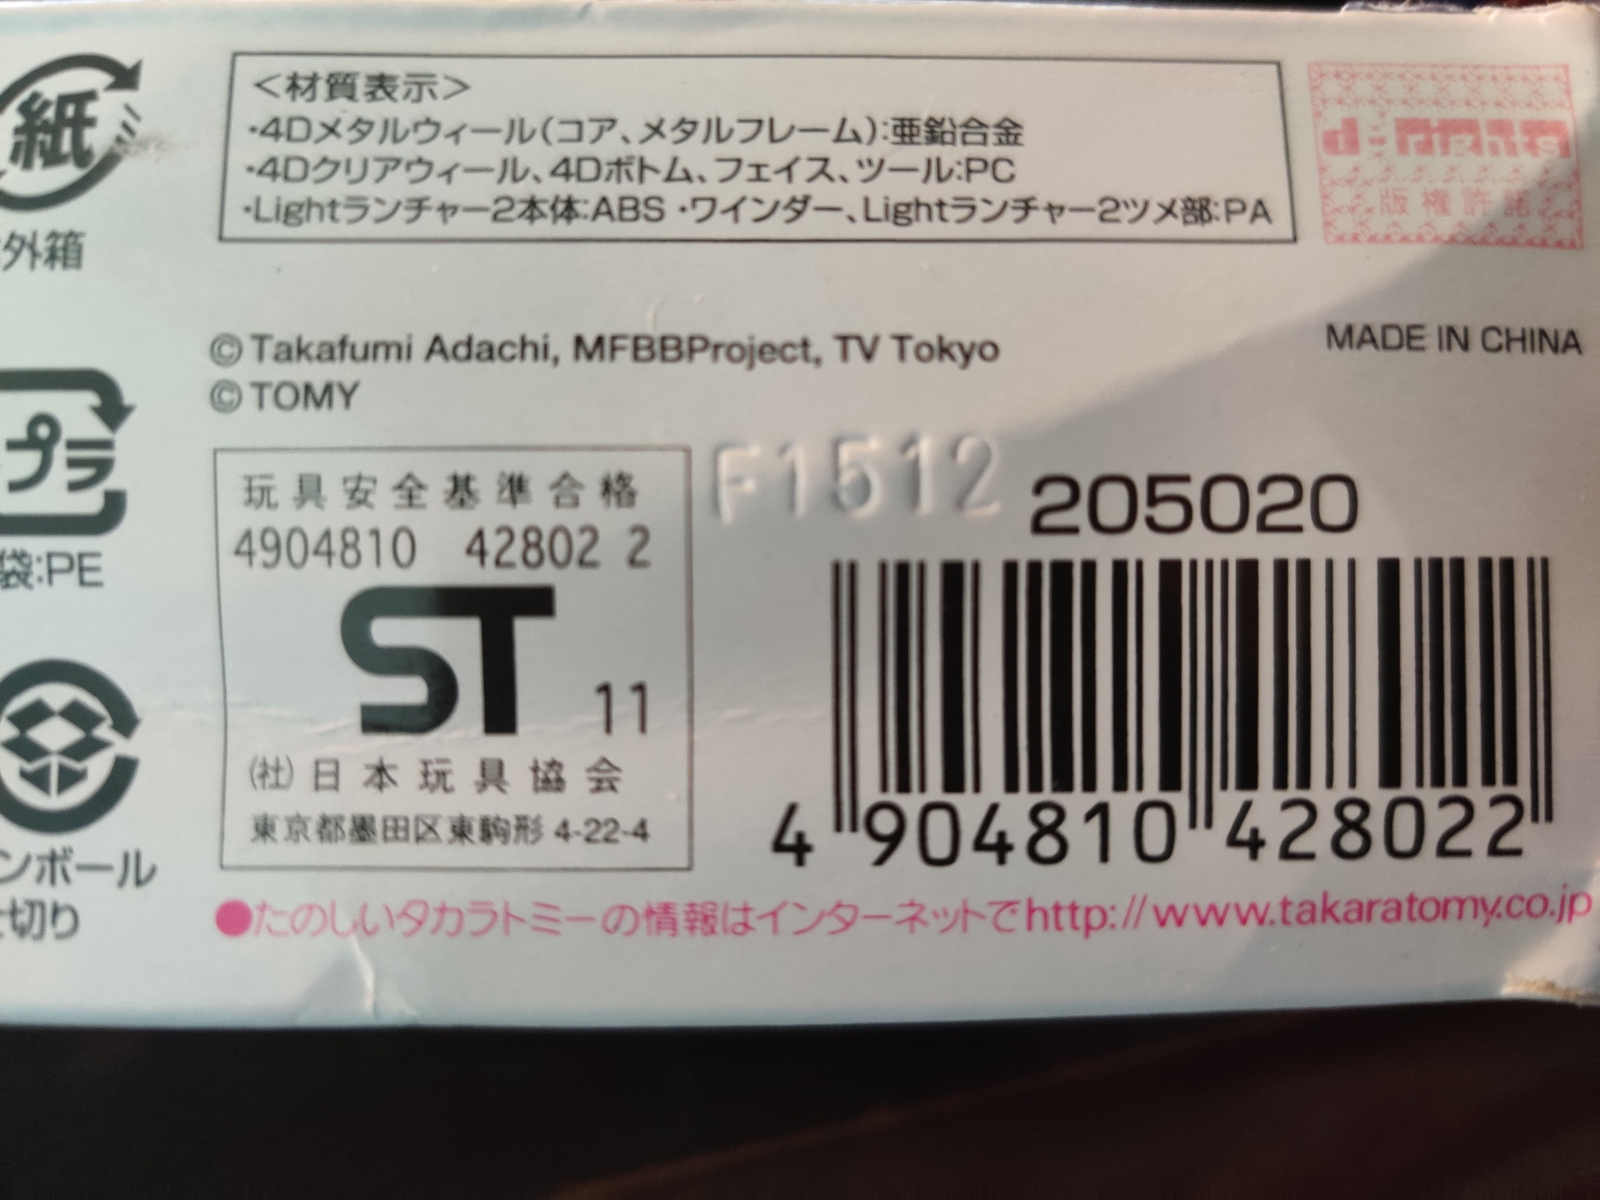 紙
外箱
<材質表示>
・4Dメタルウィール(コア、メタルフレーム):亜鉛合金
・4Dクリアウィール、4Dボトム、フェイス、ツール:PC
・Lightランチャー2本体:ABS ・ワインダー、Lightランチャー2ツメ部:PA
d-rights
版権許諾
© Takafumi Adachi, MFBBProject, TV Tokyo
© TOMY
MADE IN CHINA
プラ
袋:PE
玩具安全基準合格
4904810 42802 2
ST 11
(社)日本玩具協会
東京都墨田区東駒形 4-22-4
F1512
205020
4 904810 428022
ンボール
切り
●たのしいタカラトミーの情報はインターネットでhttp://www.takaratomy.co.jp